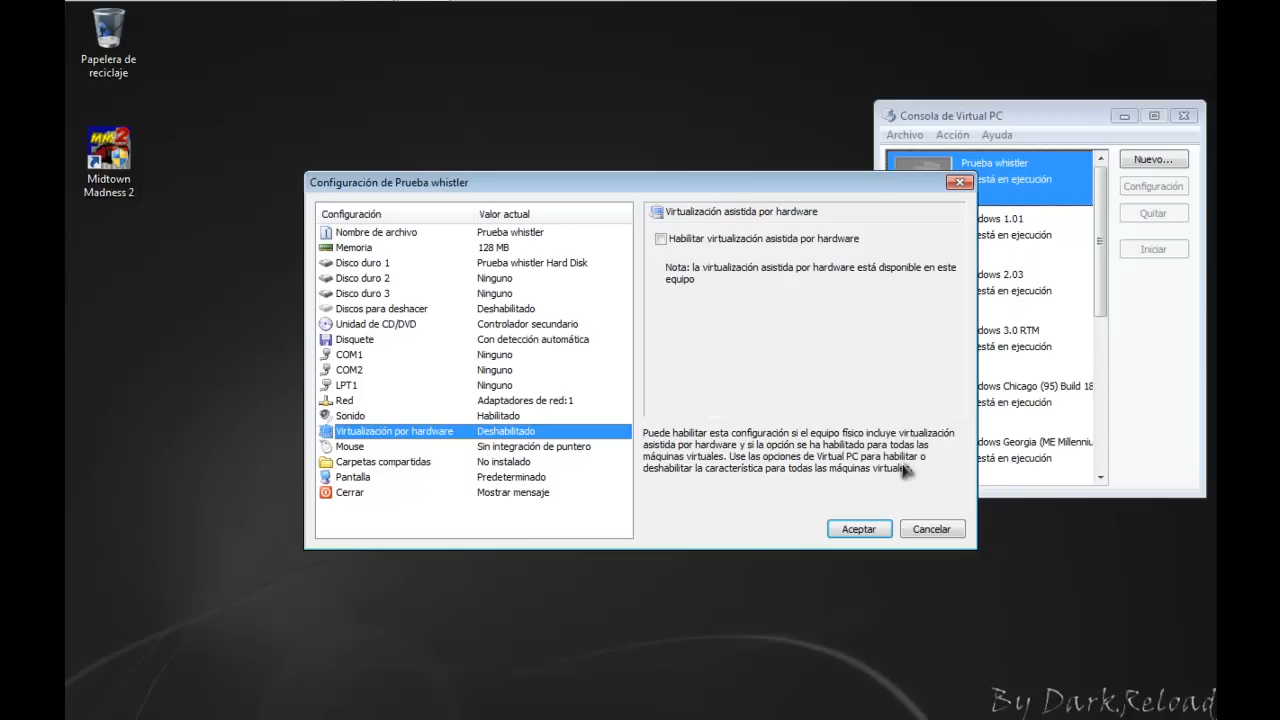 Papelera de
reciclaje
MM2
Midtown
Madness 2
Consola de Virtual PC
Archivo Acción Ayuda
Prueba whistler
está en ejecución
Nuevo...
Configuración
Quitar
Iniciar
dows 1.01
está en ejecución
dows 2.03
está en ejecución
dows 3.0 RTM
está en ejecución
dows Chicago (95) Build 18
está en ejecución
dows Georgia (ME Millenniu
está en ejecución
Configuración de Prueba whistler
Configuración Valor actual
Nombre de archivo Prueba whistler
Memoria 128 MB
Disco duro 1 Prueba whistler Hard Disk
Disco duro 2 Ninguno
Disco duro 3 Ninguno
Discos para deshacer Deshabilitado
Unidad de CD/DVD Controlador secundario
Disquete Con detección automática
COM1 Ninguno
COM2 Ninguno
LPT1 Ninguno
Red Adaptadores de red:1
Sonido Habilitado
Virtualización por hardware Deshabilitado
Mouse Sin integración de puntero
Carpetas compartidas No instalado
Pantalla Predeterminado
Cerrar Mostrar mensaje
Virtualización asistida por hardware
Habilitar virtualización asistida por hardware
Nota: la virtualización asistida por hardware está disponible en este
equipo
Puede habilitar esta configuración si el equipo físico incluye virtualización
asistida por hardware y si la opción se ha habilitado para todas las
máquinas virtuales. Use las opciones de Virtual PC para habilitar o
deshabilitar la característica para todas las máquinas virtuales.
Aceptar Cancelar
By Dark.Reload